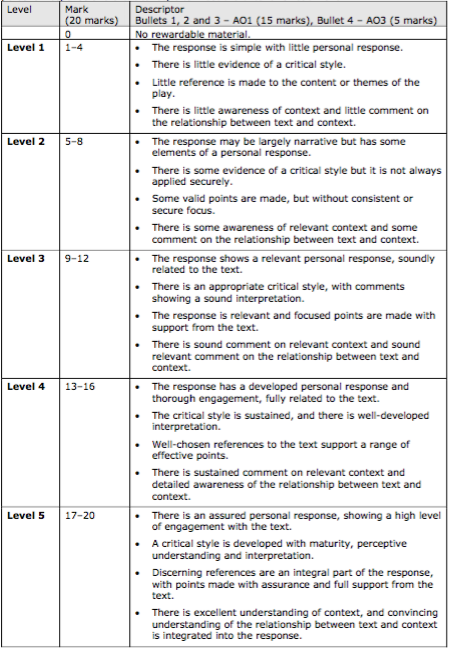 Level Mark Descriptor
(20 marks) Bullets 1, 2 and 3 – AO1 (15 marks), Bullet 4 – AO3 (5 marks)
0 No rewardable material.
Level 1 1–4 • The response is simple with little personal response.
• There is little evidence of a critical style.
• Little reference is made to the content or themes of the
play.
• There is little awareness of context and little comment on
the relationship between text and context.
Level 2 5–8 • The response may be largely narrative but has some
elements of a personal response.
• There is some evidence of a critical style but it is not always
applied securely.
• Some valid points are made, but without consistent or
secure focus.
• There is some awareness of relevant context and some
comment on the relationship between text and context.
Level 3 9–12 • The response shows a relevant personal response, soundly
related to the text.
• There is an appropriate critical style, with comments
showing a sound interpretation.
• The response is relevant and focused points are made with
support from the text.
• There is sound comment on relevant context and sound
relevant comment on the relationship between text and
context.
Level 4 13–16 • The response has a developed personal response and
thorough engagement, fully related to the text.
• The critical style is sustained, and there is well-developed
interpretation.
• Well-chosen references to the text support a range of
effective points.
• There is sustained comment on relevant context and
detailed awareness of the relationship between text and
context.
Level 5 17–20 • There is an assured personal response, showing a high level
of engagement with the text.
• A critical style is developed with maturity, perceptive
understanding and interpretation.
• Discerning references are an integral part of the response,
with points made with assurance and full support from the
text.
• There is excellent understanding of context, and convincing
understanding of the relationship between text and context
is integrated into the response.